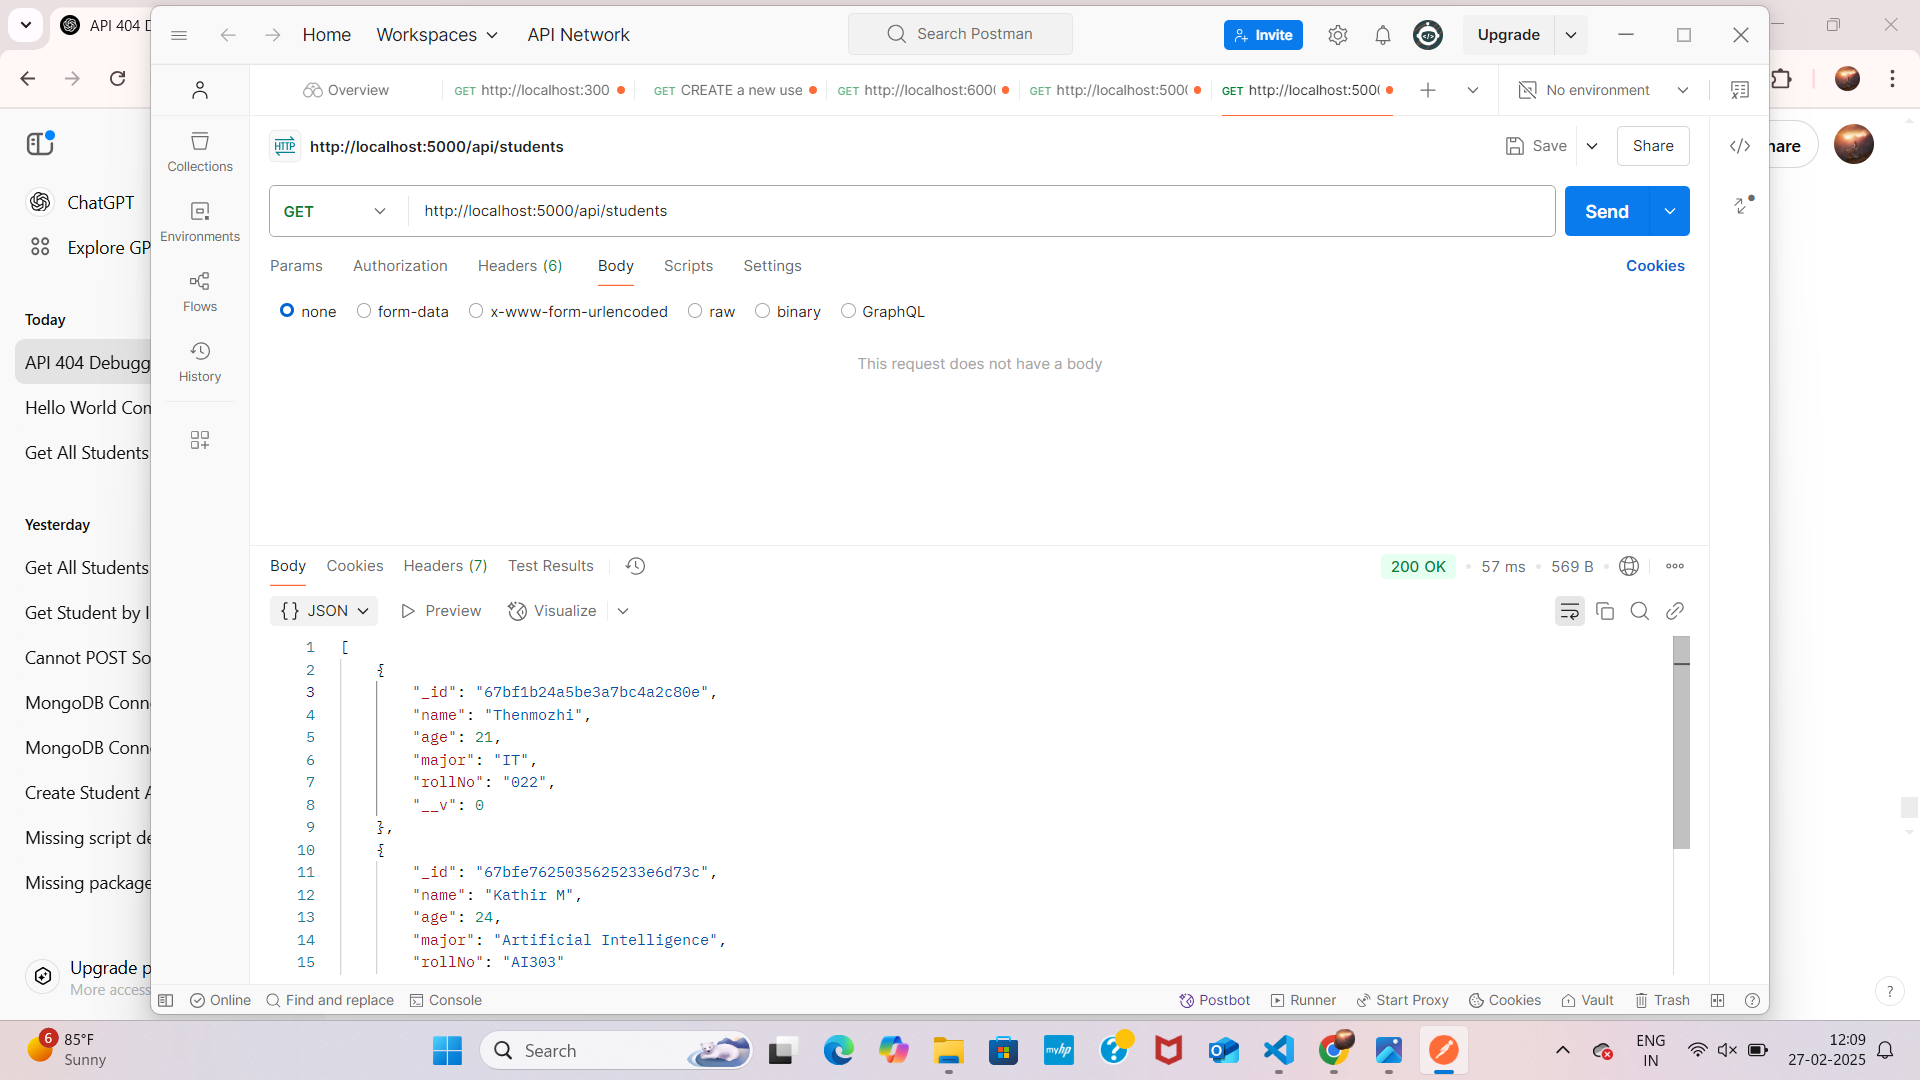 API 404 D
Home
Workspaces
API Network
Search Postman
Invite
Upgrade
Overview
GET http://localhost:300
GET CREATE a new use
GET http://localhost:600
GET http://localhost:500
GET http://localhost:500
No environment
HTTP
http://localhost:5000/api/students
Save
Share
hare
GET
http://localhost:5000/api/students
Send
Params
Authorization
Headers (6)
Body
Scripts
Settings
Cookies
none
form-data
x-www-form-urlencoded
raw
binary
GraphQL
This request does not have a body
Collections
Environments
Flows
History
ChatGPT
Explore GP
Today
API 404 Debugg
Hello World Con
Get All Students
Yesterday
Get All Students
Get Student by I
Cannot POST So
MongoDB Conn
MongoDB Conne
Create Student A
Missing script de
Missing package
Upgrade p
More access
Body
Cookies
Headers (7)
Test Results
200 OK
57 ms
569 B
{} JSON
Preview
Visualize
1 [
2 {
3 "_id": "67bf1b24a5be3a7bc4a2c80e",
4 "name": "Thenmozhi",
5 "age": 21,
6 "major": "IT",
7 "rollNo": "022",
8 "__v": 0
9 },
10 {
11 "_id": "67bfe7625035625233e6d73c",
12 "name": "Kathir M",
13 "age": 24,
14 "major": "Artificial Intelligence",
15 "rollNo": "AI303"
Online
Find and replace
Console
Postbot
Runner
Start Proxy
Cookies
Vault
Trash
?
6
85°F
Sunny
Search
myhp
ENG
IN
12:09
27-02-2025